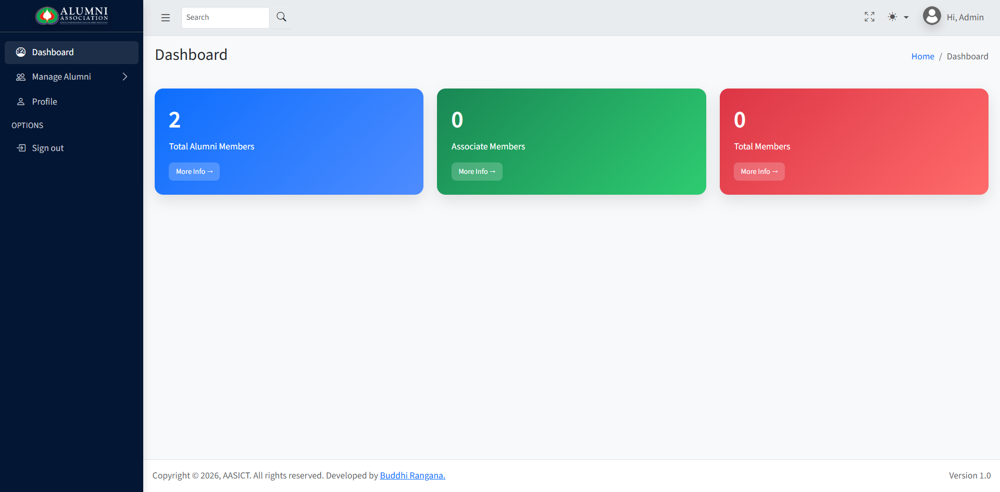 ALUMNI
ASSOCIATION
Search
Hi, Admin
Dashboard
Manage Alumni
Profile
OPTIONS
Sign out
Dashboard
Home / Dashboard
2
Total Alumni Members
More Info →
0
Associate Members
More Info →
0
Total Members
More Info →
Copyright © 2026, AASICT. All rights reserved. Developed by Buddhi Rangana.
Version 1.0